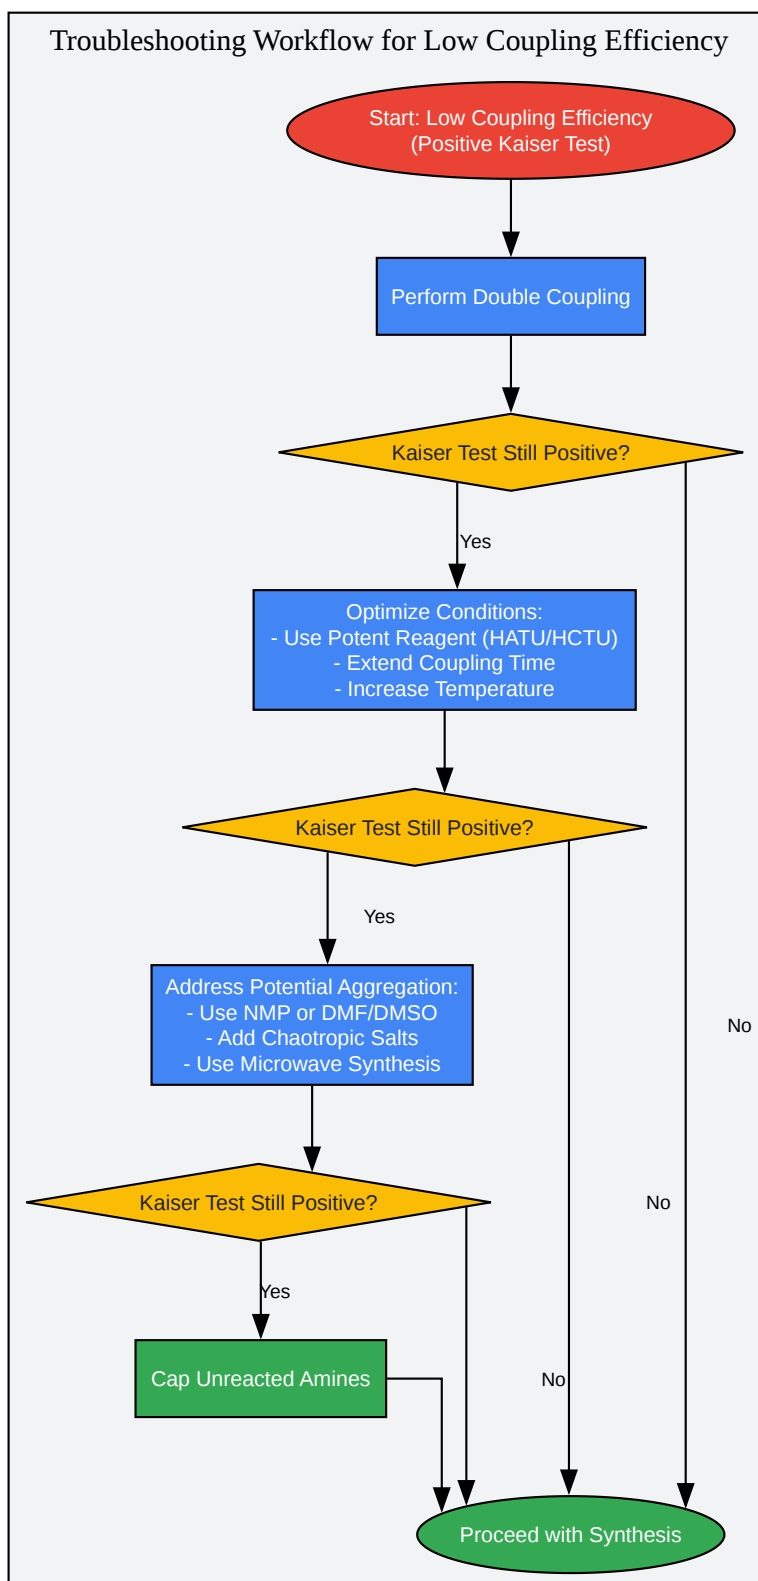 Troubleshooting Workflow for Low Coupling Efficiency
Start: Low Coupling Efficiency
(Positive Kaiser Test)
Perform Double Coupling
Kaiser Test Still Positive?
Yes
Optimize Conditions:
- Use Potent Reagent (HATU/HCTU)
- Extend Coupling Time
- Increase Temperature
Kaiser Test Still Positive?
Yes
Address Potential Aggregation:
- Use NMP or DMF/DMSO
- Add Chaotropic Salts
- Use Microwave Synthesis
No
Kaiser Test Still Positive?
No
Yes
Cap Unreacted Amines
No
Proceed with Synthesis